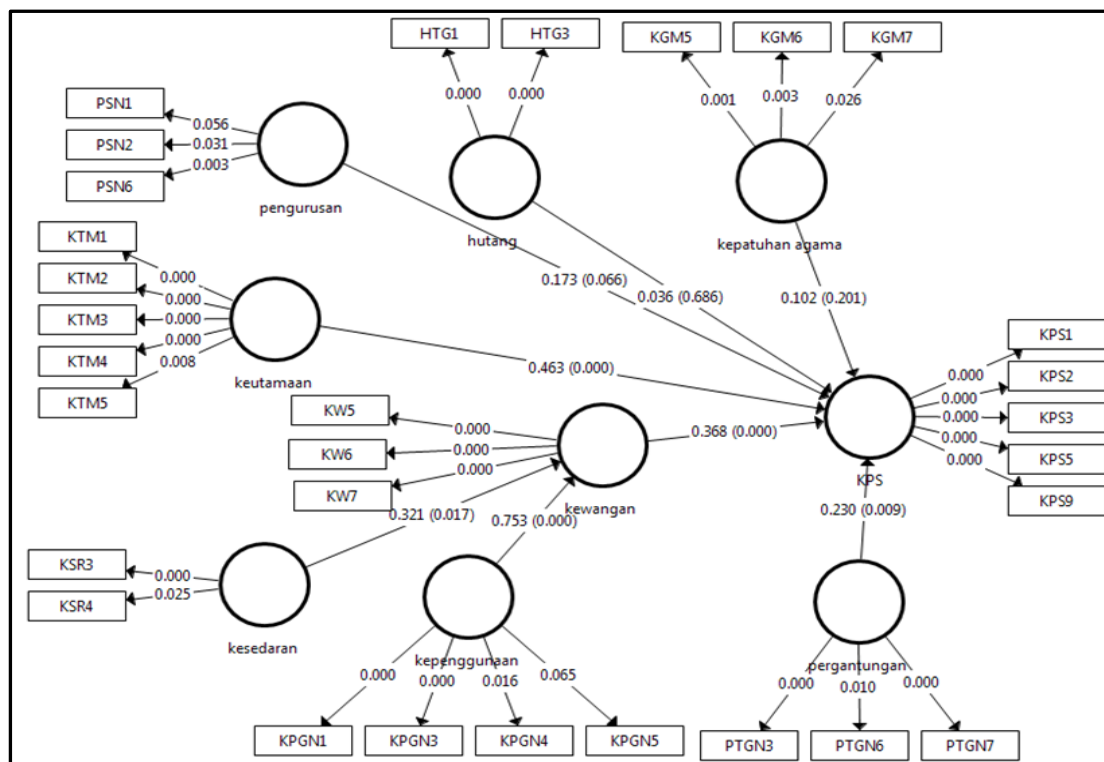 HTG1
HTG3
0.000
0.000
hutang
KGM5
KGM6
KGM7
0.001
0.003
0.026
kepatuhan agama
PSN1
PSN2
PSN6
0.056
0.031
0.003
pengurusan
KTM1
KTM2
KTM3
KTM4
KTM5
0.000
0.000
0.000
0.000
0.008
keutamaan
0.173 (0.066)
0.036 (0.686)
0.102 (0.201)
0.463 (0.000)
KW5
KW6
KW7
0.000
0.000
0.000
kewangan
0.368 (0.000)
KPS
0.000
0.000
0.000
0.000
0.000
KPS1
KPS2
KPS3
KPS5
KPS9
0.321 (0.017)
0.753 (0.000)
0.230 (0.009)
KSR3
KSR4
0.000
0.025
kesedaran
kepenggunaan
0.000
0.000
0.016
0.065
KPGN1
KPGN3
KPGN4
KPGN5
pergantungan
0.000
0.010
0.000
PTGN3
PTGN6
PTGN7